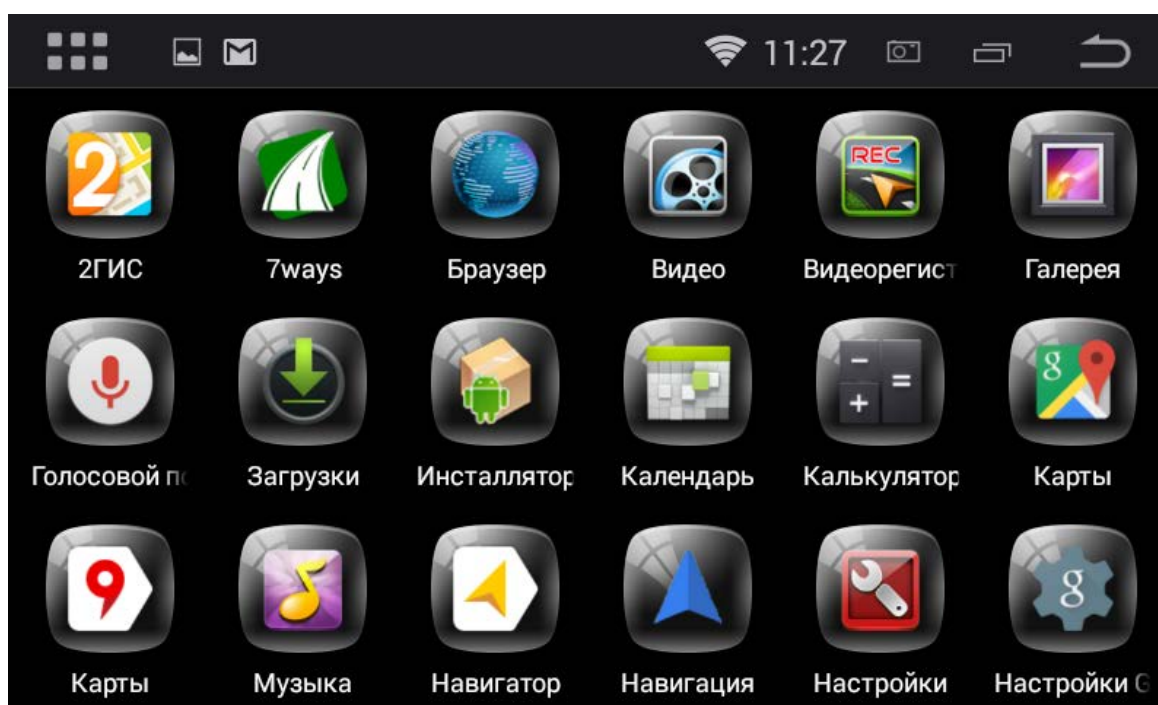 11:27
2ГИС
7ways
Браузер
Видео
REC
Видеорегист
Галерея
Голосовой п
Загрузки
Инсталлятор
Календарь
Калькулятор
Карты
Карты
Музыка
Навигатор
Навигация
Настройки
Настройки G